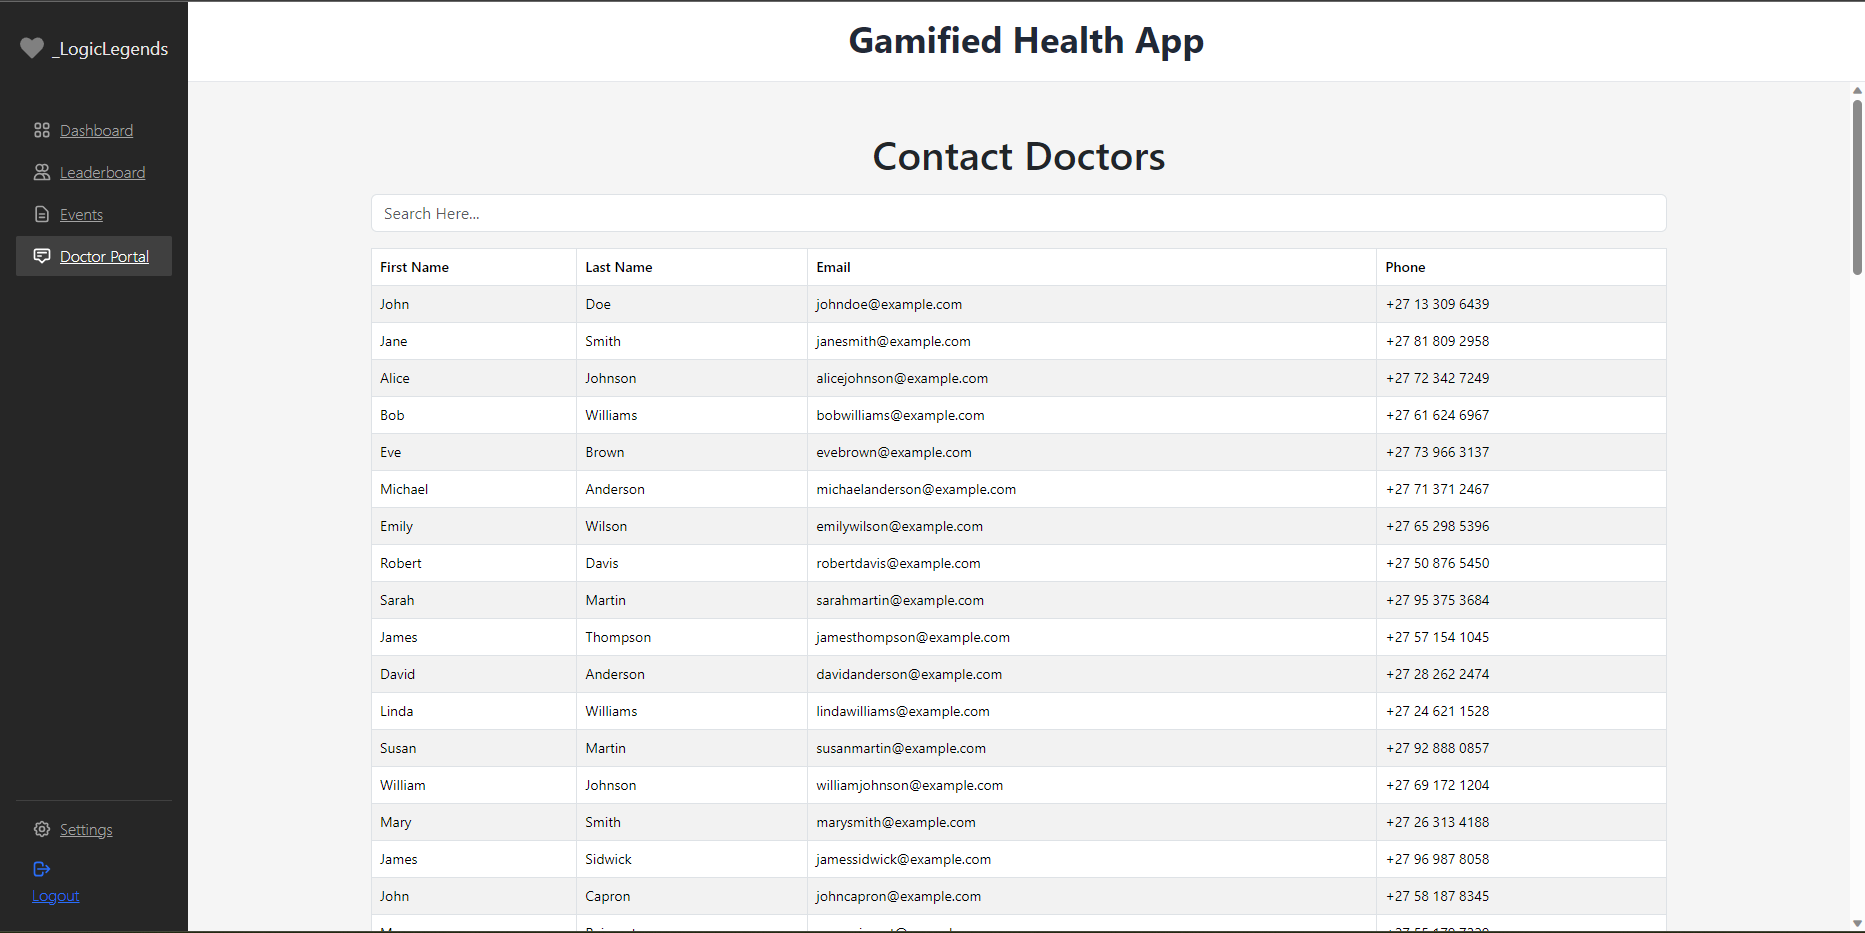 _LogicLegends
Dashboard
Leaderboard
Events
Doctor Portal
Settings
Logout
Gamified Health App
Contact Doctors
Search Here...
First Name Last Name Email Phone
John Doe johndoe@example.com +27 13 309 6439
Jane Smith janesmith@example.com +27 81 809 2958
Alice Johnson alicejohnson@example.com +27 72 342 7249
Bob Williams bobwilliams@example.com +27 61 624 6967
Eve Brown evebrown@example.com +27 73 966 3137
Michael Anderson michaelanderson@example.com +27 71 371 2467
Emily Wilson emilywilson@example.com +27 65 298 5396
Robert Davis robertdavis@example.com +27 50 876 5450
Sarah Martin sarahmartin@example.com +27 95 375 3684
James Thompson jamesthompson@example.com +27 57 154 1045
David Anderson davidanderson@example.com +27 28 262 2474
Linda Williams lindawilliams@example.com +27 24 621 1528
Susan Martin susanmartin@example.com +27 92 888 0857
William Johnson williamjohnson@example.com +27 69 172 1204
Mary Smith marysmith@example.com +27 26 313 4188
James Sidwick jamessidwick@example.com +27 96 987 8058
John Capron johncapron@example.com +27 58 187 8345